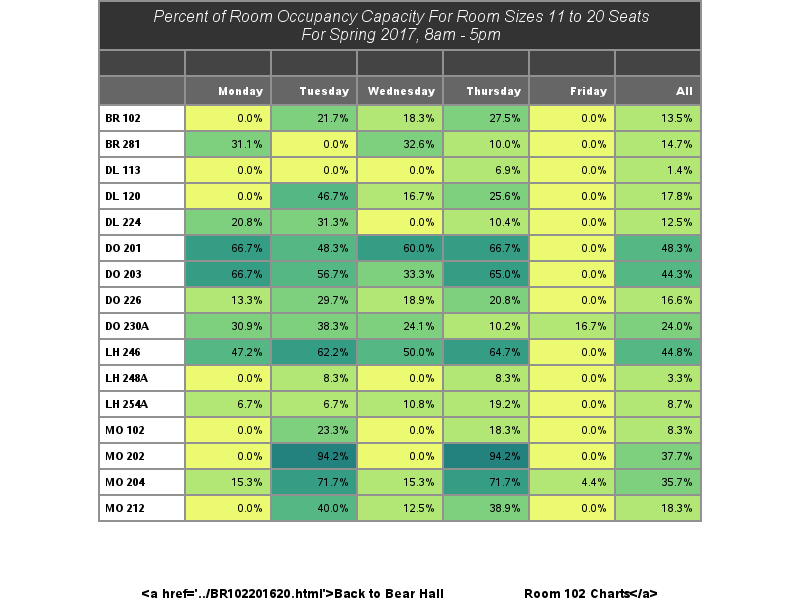 Percent of Room Occupancy Capacity For Room Sizes 11 to 20 Seats
For Spring 2017, 8am - 5pm
Monday Tuesday Wednesday Thursday Friday All
BR 102 0.0% 21.7% 18.3% 27.5% 0.0% 13.5%
BR 281 31.1% 0.0% 32.6% 10.0% 0.0% 14.7%
DL 113 0.0% 0.0% 0.0% 6.9% 0.0% 1.4%
DL 120 0.0% 46.7% 16.7% 25.6% 0.0% 17.8%
DL 224 20.8% 31.3% 0.0% 10.4% 0.0% 12.5%
DO 201 66.7% 48.3% 60.0% 66.7% 0.0% 48.3%
DO 203 66.7% 56.7% 33.3% 65.0% 0.0% 44.3%
DO 226 13.3% 29.7% 18.9% 20.8% 0.0% 16.6%
DO 230A 30.9% 38.3% 24.1% 10.2% 16.7% 24.0%
LH 246 47.2% 62.2% 50.0% 64.7% 0.0% 44.8%
LH 248A 0.0% 8.3% 0.0% 8.3% 0.0% 3.3%
LH 254A 6.7% 6.7% 10.8% 19.2% 0.0% 8.7%
MO 102 0.0% 23.3% 0.0% 18.3% 0.0% 8.3%
MO 202 0.0% 94.2% 0.0% 94.2% 0.0% 37.7%
MO 204 15.3% 71.7% 15.3% 71.7% 4.4% 35.7%
MO 212 0.0% 40.0% 12.5% 38.9% 0.0% 18.3%
<a href='../BR102201620.html'>Back to Bear Hall Room 102 Charts</a>